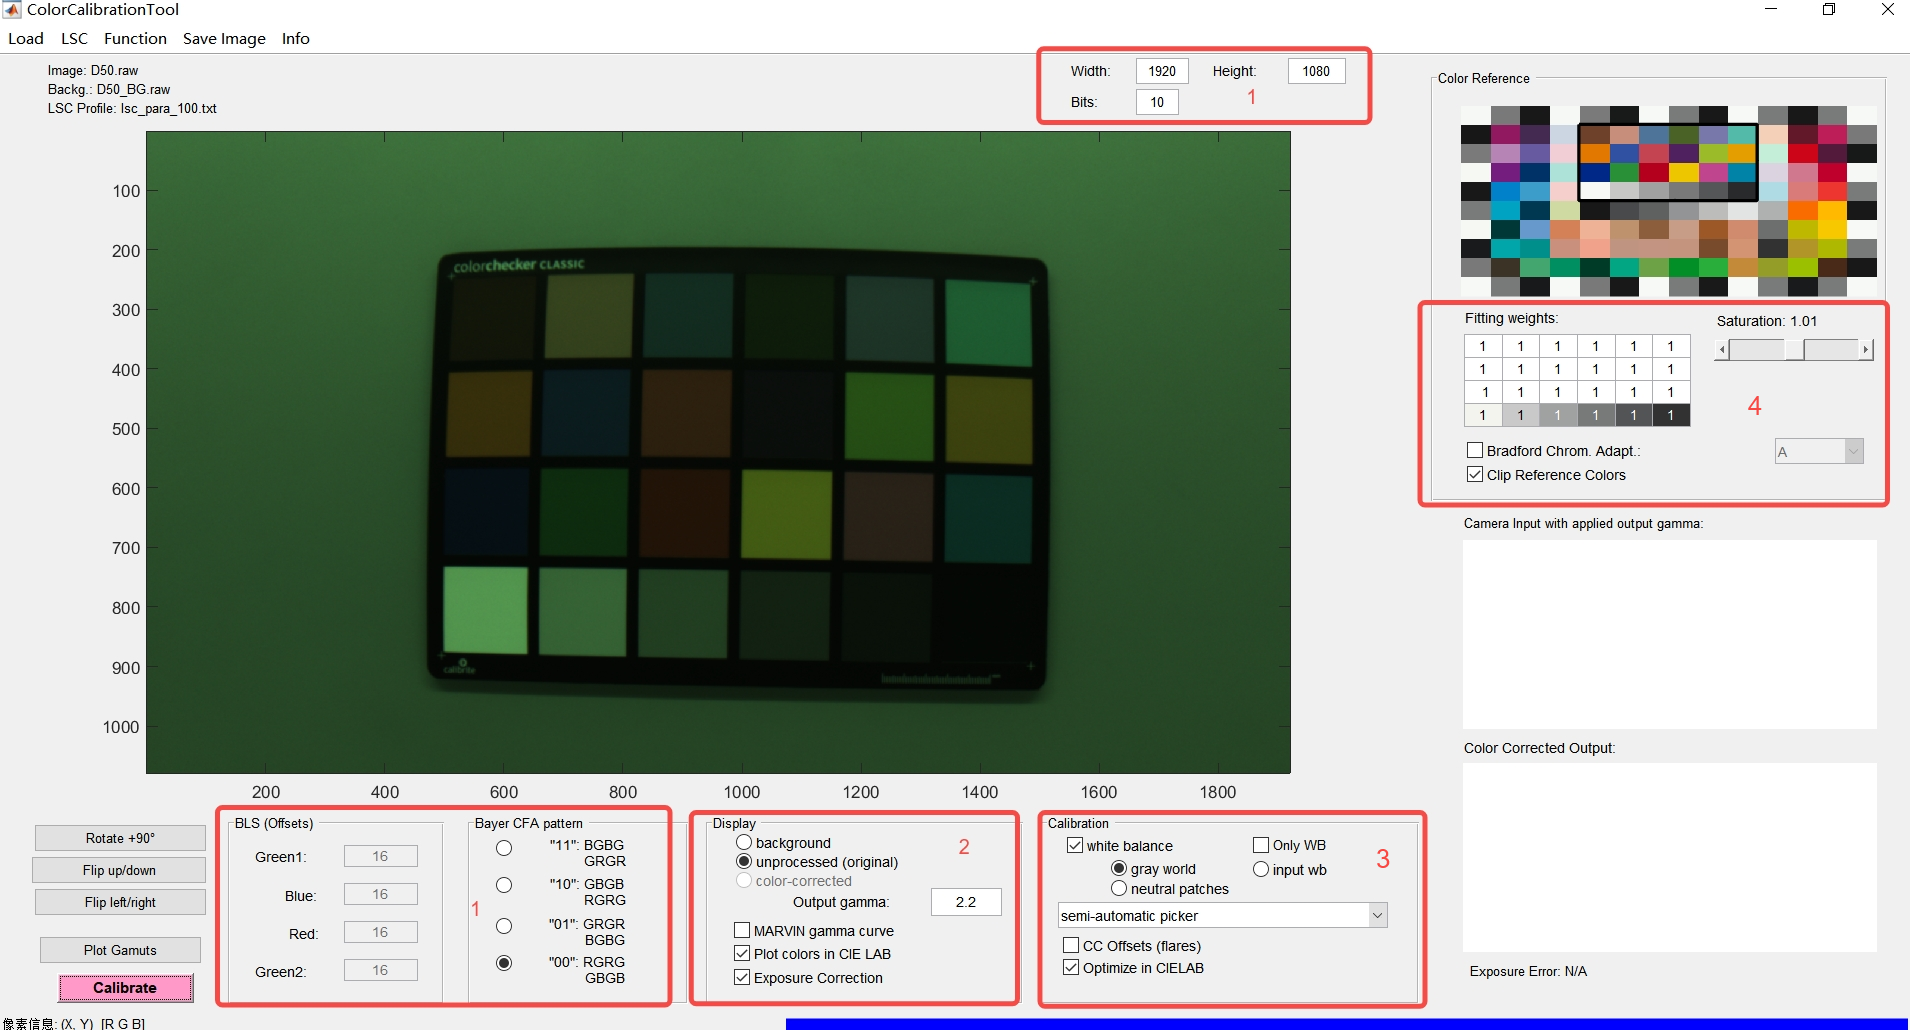 ColorCalibrationTool
Load LSC Function Save Image Info
Image: D50.raw
Backg.: D50_BG.raw
LSC Profile: lsc_para_100.txt
Width: 1920 Height: 1080
Bits: 10 1
Color Reference
colorchecker CLASSIC
calibrite
100
200
300
400
500
600
700
800
900
1000
200 400 600 800 1000 1200 1400 1600 1800
Fitting weights:
1 1 1 1 1 1
1 1 1 1 1 1
1 1 1 1 1 1
1 1 1 1 1 1
Saturation: 1.01
4
Bradford Chrom. Adapt.: A
Clip Reference Colors
Camera Input with applied output gamma:
Color Corrected Output:
Exposure Error: N/A
Rotate +90°
Flip up/down
Flip left/right
Plot Gamuts
Calibrate
BLS (Offsets)
Green1: 16
Blue: 16
Red: 16
Green2: 16
Bayer CFA pattern
"11": BGBG
GRGR
"10": GBGB
RGRG
1
"01": GRGR
BGBG
"00": RGRG
GBGB
Display
background
2
unprocessed (original)
color-corrected
Output gamma: 2.2
MARVIN gamma curve
Plot colors in CIE LAB
Exposure Correction
Calibration
white balance Only WB
3
gray world input wb
neutral patches
semi-automatic picker
CC Offsets (flares)
Optimize in CIELAB
像素信息: (X, Y) [R G B]